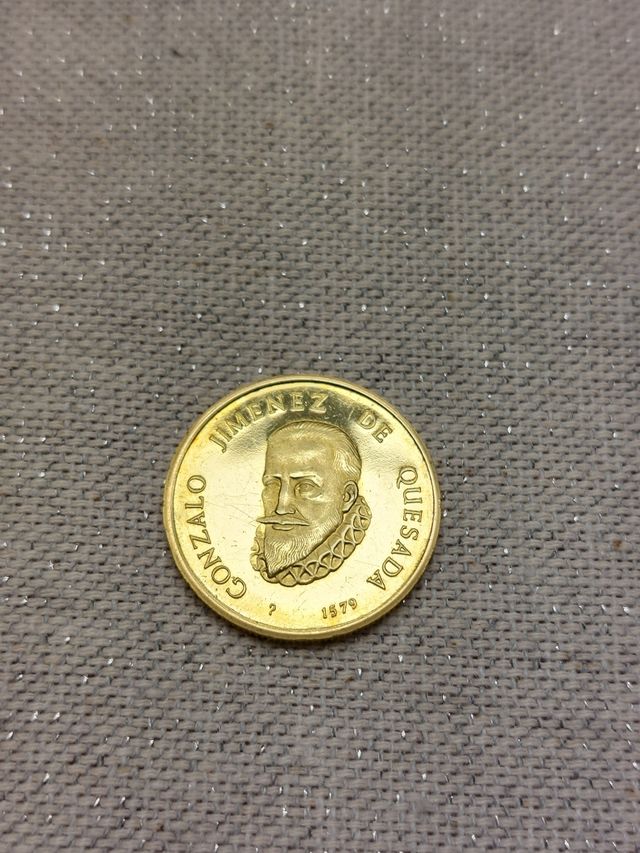 GONZALO JIMENEZ DE QUESADA
? 1579